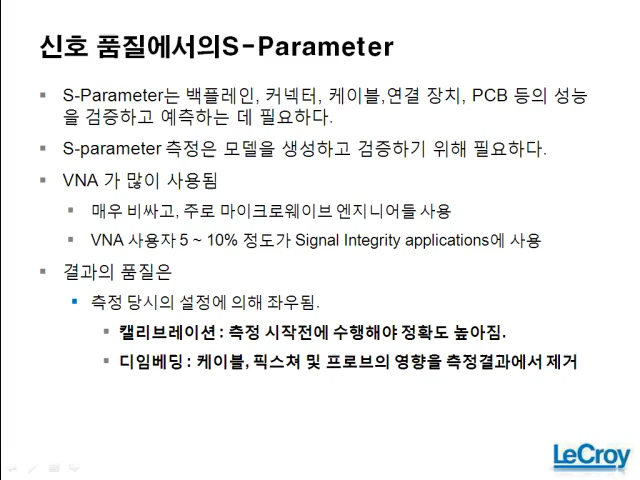 신호 품질에서의S-Parameter
S-Parameter는 백플레인, 커넥터, 케이블,연결 장치, PCB 등의 성능
을 검증하고 예측하는 데 필요하다.
S-parameter 측정은 모델을 생성하고 검증하기 위해 필요하다.
VNA 가 많이 사용됨
매우 비싸고, 주로 마이크로웨이브 엔지니어들 사용
VNA 사용자 5 ~ 10% 정도가 Signal Integrity applications에 사용
결과의 품질은
측정 당시의 설정에 의해 좌우됨.
캘리브레이션 : 측정 시작전에 수행해야 정확도 높아짐.
디임베딩 : 케이블, 픽스쳐 및 프로브의 영향을 측정결과에서 제거
LeCroy